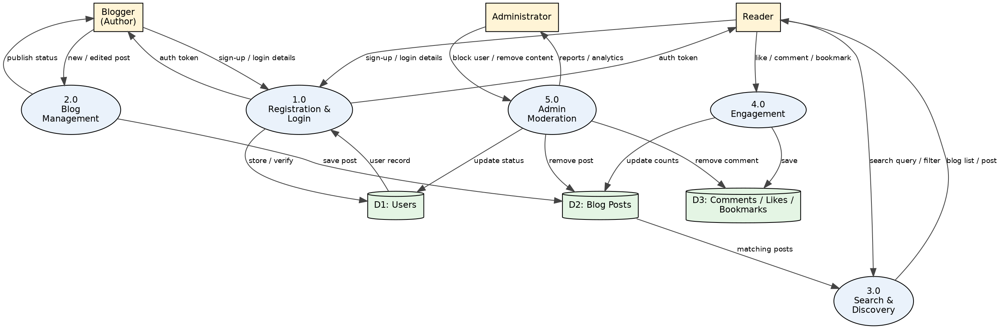 Blogger
(Author)
Administrator
Reader
publish status
new / edited post
auth token
sign-up / login details
sign-up / login details
block user / remove content
reports / analytics
auth token
like / comment / bookmark
2.0
Blog
Management
1.0
Registration &
Login
5.0
Admin
Moderation
4.0
Engagement
store / verify
save post
user record
update status
remove post
update counts
remove comment
save
search query / filter
blog list / post
D1: Users
D2: Blog Posts
D3: Comments / Likes /
Bookmarks
matching posts
3.0
Search &
Discovery